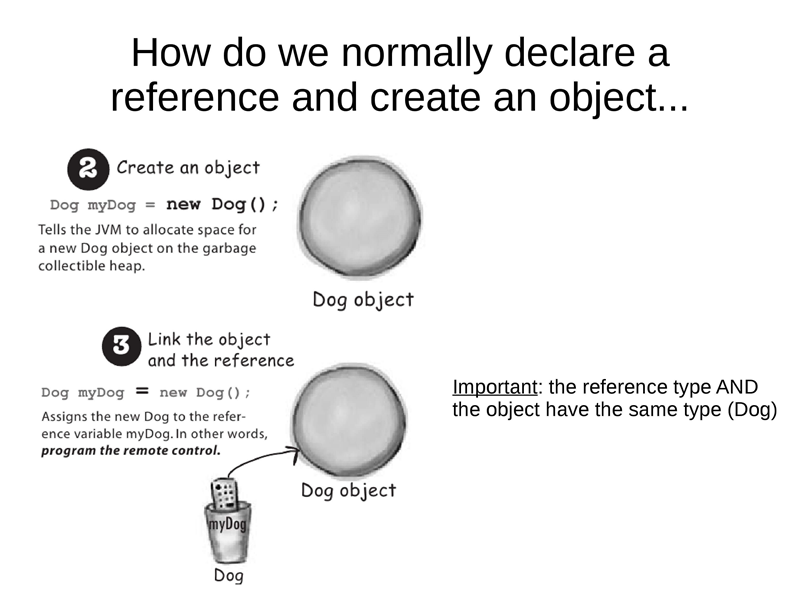 How do we normally declare a
reference and create an object...
2 Create an object
Dog myDog = new Dog();
Tells the JVM to allocate space for
a new Dog object on the garbage
collectible heap.
Dog object
3 Link the object
and the reference
Dog myDog = new Dog();
Assigns the new Dog to the refer-
ence variable myDog. In other words,
program the remote control.
Dog object
myDog
Dog
Important: the reference type AND
the object have the same type (Dog)